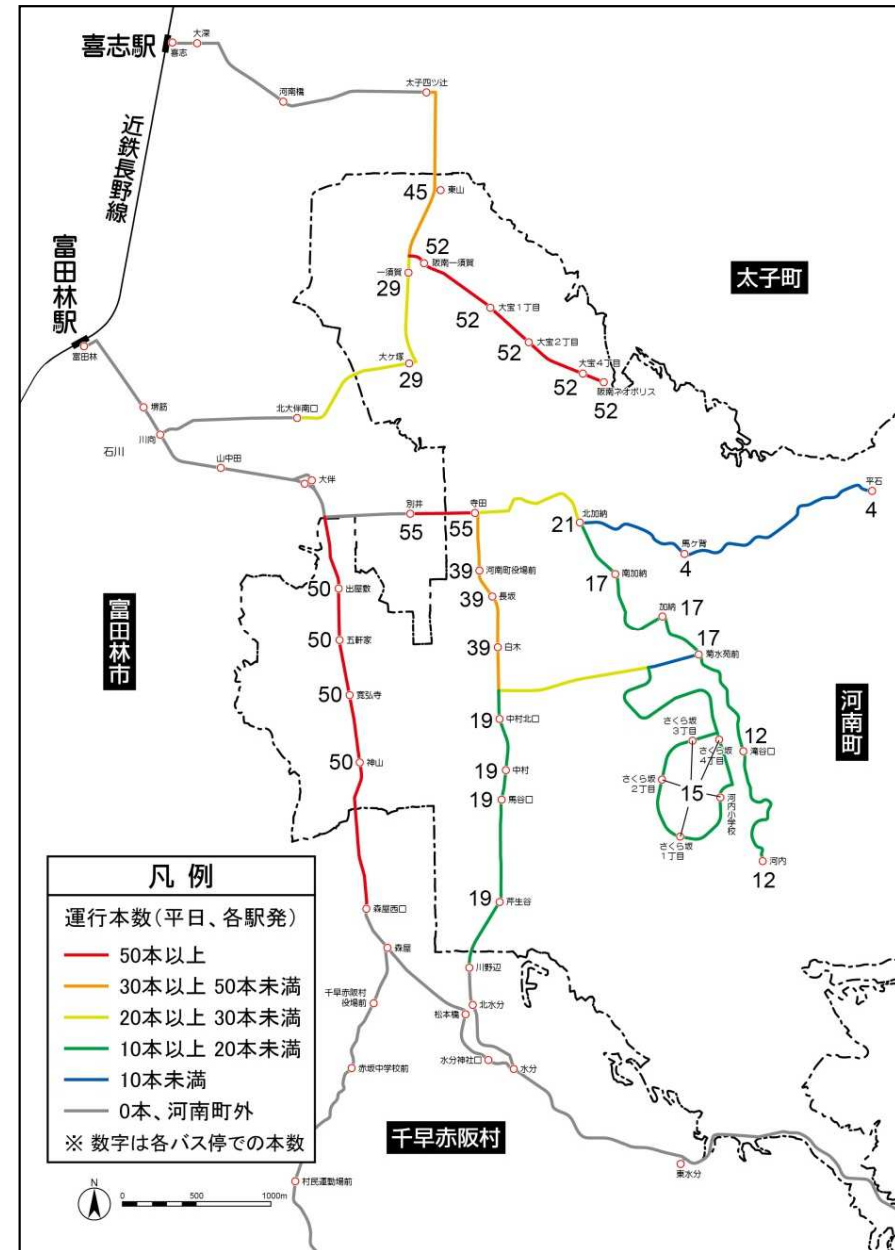 喜志駅
喜志
大深
河南橋
太子四ツ辻
近鉄長野線
45
東山
52
阪南一須賀
一須賀
29
太子町
富田林駅
富田林
52
大宝1丁目
52
大宝2丁目
大ケ塚
29
52
大宝4丁目
阪南ネオポリス
52
堺筋
北大伴南口
川向
石川
山中田
大伴
別井
55
寺田
55
北加納
21
平石
4
馬ケ背
4
河南町役場前
39
南加納
17
出屋敷
50
長坂
39
加納
17
富田林市
五軒家
50
白木
39
17
菊水苑前
寛弘寺
50
河南町
中村北口
19
さくら坂
3丁目
さくら坂
4丁目
12
滝谷口
神山
50
中村
19
さくら坂
2丁目
15
河内小学校
馬谷口
19
さくら坂
1丁目
河内
12
凡 例
運行本数(平日、各駅発)
50本以上
30本以上 50本未満
20本以上 30本未満
10本以上 20本未満
10本未満
0本、河南町外
※ 数字は各バス停での本数
19
芹生谷
森屋西口
森屋
川野辺
千早赤阪村
役場前
北水分
松本橋
赤坂中学校前
水分神社口
水分
千早赤阪村
東水分
村民運動場前
N
0
500
1000m